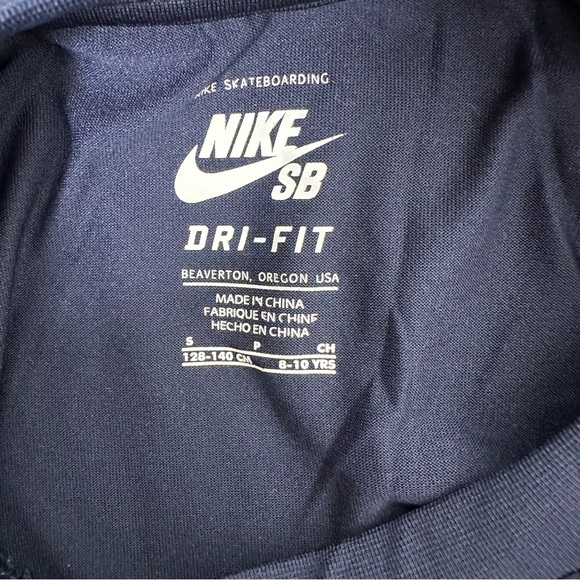 NIKE SKATEBOARDING
NIKE
SB
DRI-FIT
BEAVERTON, OREGON USA
MADE IN CHINA
FABRIQUE EN CHINE
HECHO EN CHINA
S P CH
128-140 CM 8-10 YRS